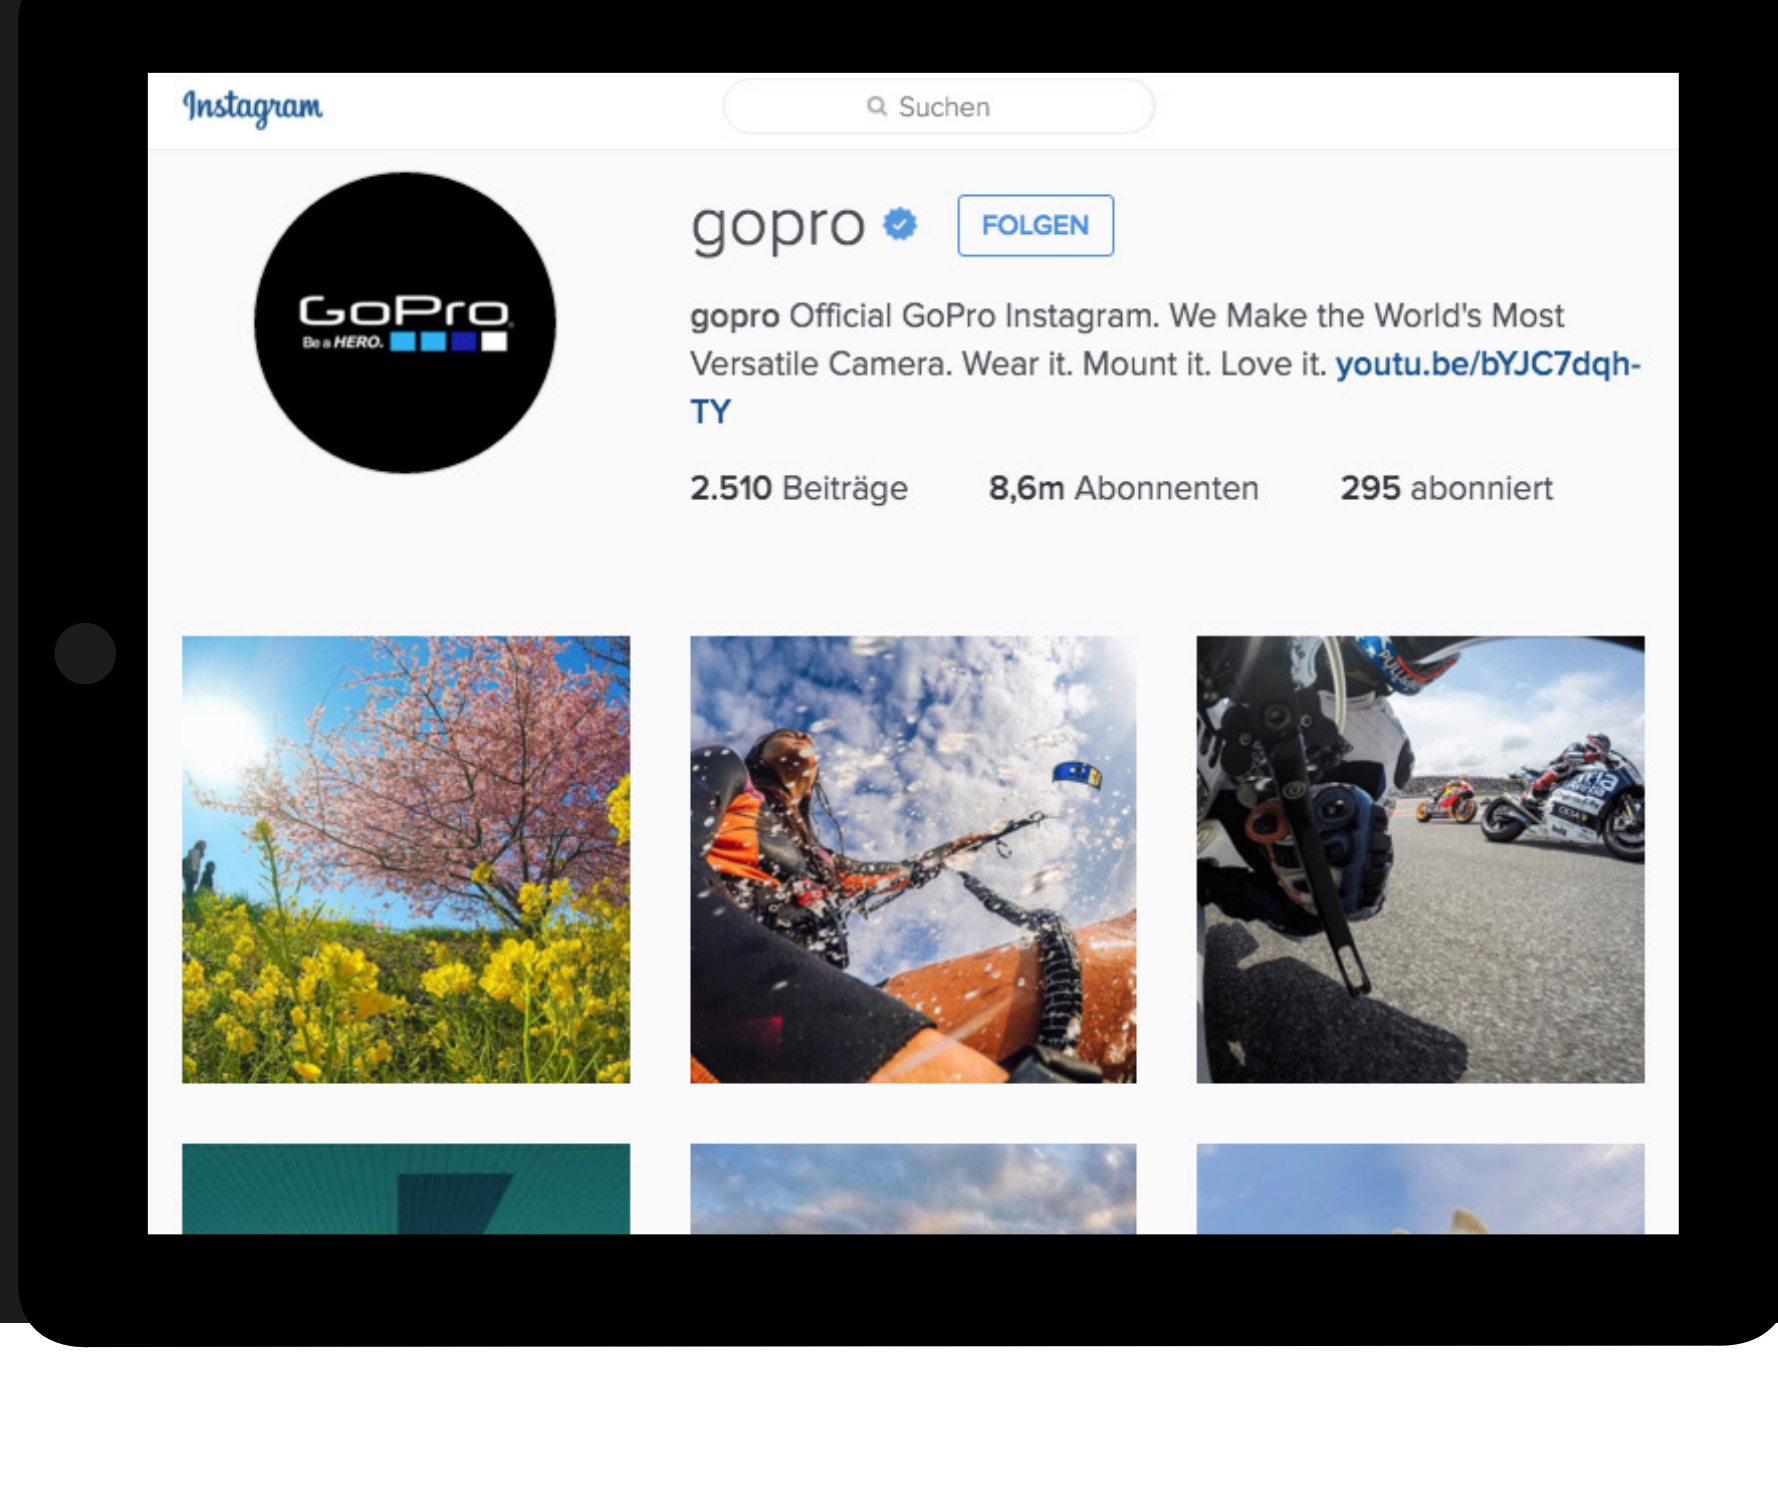 Instagram
Suchen
gopro
FOLGEN
GoPro
Be a HERO.
gopro Official GoPro Instagram. We Make the World's Most
Versatile Camera. Wear it. Mount it. Love it. youtu.be/bYJC7dqh-
TY
2.510 Beiträge 8,6m Abonnenten 295 abonniert